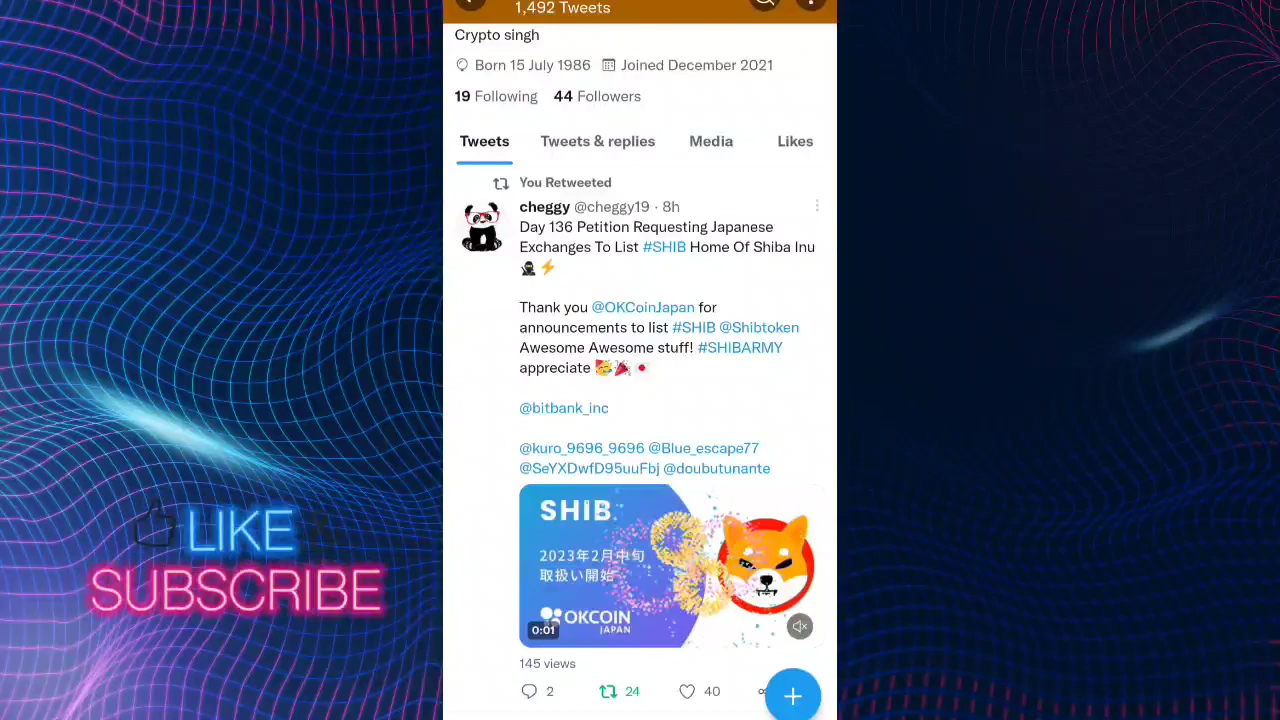 1,492 Tweets
Crypto singh
Born 15 July 1986 Joined December 2021
19 Following 44 Followers
Tweets Tweets & replies Media Likes
You Retweeted
cheggy @cheggy19 · 8h
Day 136 Petition Requesting Japanese
Exchanges To List #SHIB Home Of Shiba Inu
🥷⚡
Thank you @OKCoinJapan for
announcements to list #SHIB @Shibtoken
Awesome Awesome stuff! #SHIBARMY
appreciate 🥳🎉🇯🇵
@bitbank_inc
@kuro_9696_9696 @Blue_escape77
@SeYXDwfD95uuFbj @doubutunante
SHIB
2023年2月中旬
取扱い開始
OKCOIN
JAPAN
0:01
145 views
2 24 40
LIKE
SUBSCRIBE